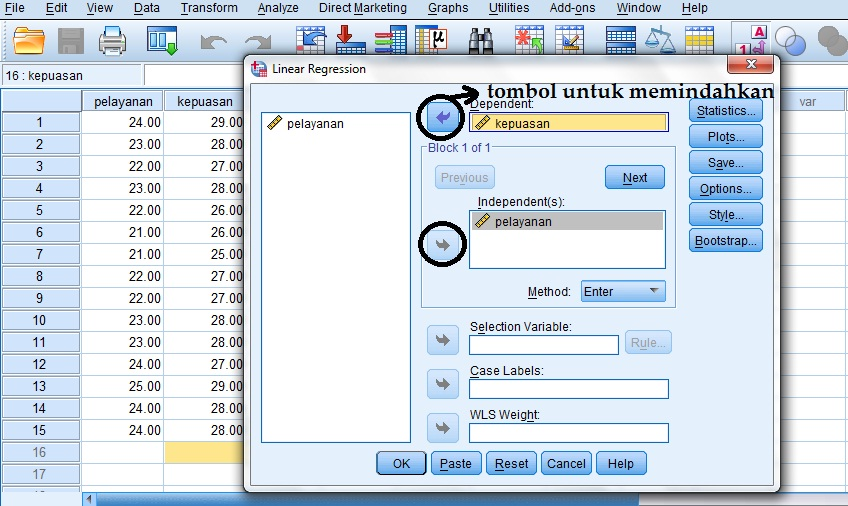 File Edit View Data Transform Analyze Direct Marketing Graphs Utilities Add-ons Window Help
16 : kepuasan
Linear Regression
tombol untuk memindahkan
pelayanan kepuasan var
1 24.00 29.00
2 23.00 28.00
3 22.00 27.00
4 23.00 28.00
5 22.00 26.00
6 21.00 26.00
7 21.00 25.00
8 22.00 27.00
9 22.00 27.00
10 23.00 28.00
11 23.00 28.00
12 24.00 27.00
13 25.00 29.00
14 24.00 28.00
15 24.00 28.00
16
17
pelayanan
Dependent:
kepuasan
Block 1 of 1
Previous Next
Independent(s):
pelayanan
Method: Enter
Selection Variable:
Rule...
Case Labels:
WLS Weight:
Statistics...
Plots...
Save...
Options...
Style...
Bootstrap...
OK Paste Reset Cancel Help